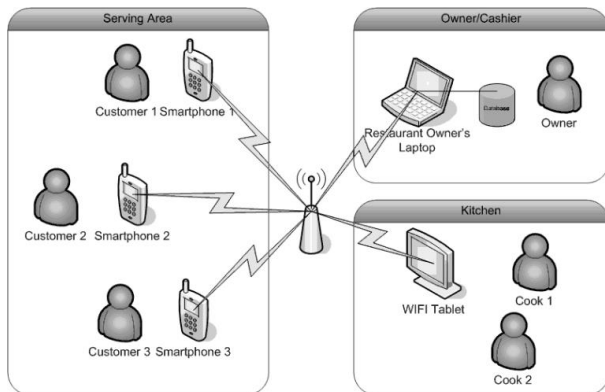 Serving Area
Customer 1
Smartphone 1
Customer 2
Smartphone 2
Customer 3
Smartphone 3
Owner/Cashier
Restaurant Owner's
Laptop
Database
Owner
Kitchen
WIFI Tablet
Cook 1
Cook 2